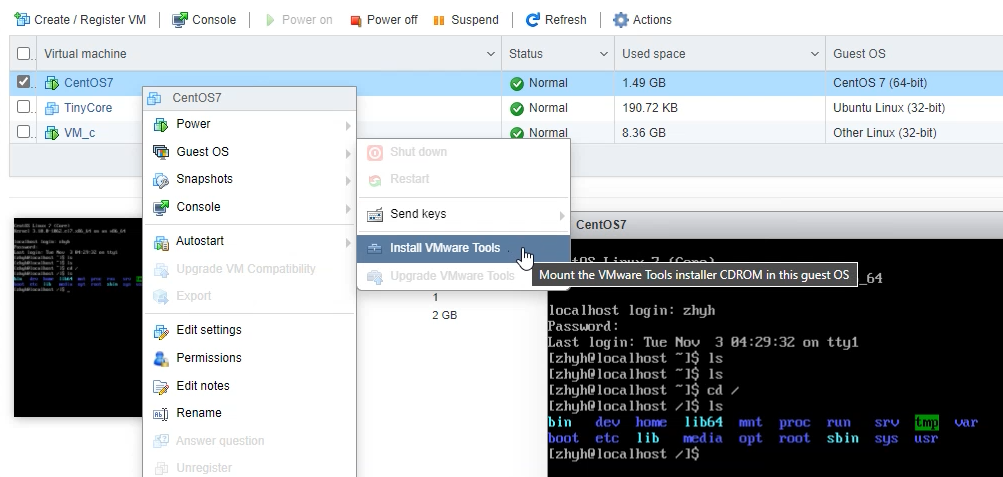 Create / Register VM Console Power on Power off Suspend Refresh Actions
Virtual machine Status Used space Guest OS
CentOS7 Normal 1.49 GB CentOS 7 (64-bit)
TinyCore Normal 190.72 KB Ubuntu Linux (32-bit)
VM_c Normal 8.36 GB Other Linux (32-bit)
CentOS7
Power
Guest OS
Snapshots
Console
Autostart
Upgrade VM Compatibility
Export
Edit settings
Permissions
Edit notes
Rename
Answer question
Unregister
Shut down
Restart
Send keys
Install VMware Tools
Upgrade VMware Tools
Mount the VMware Tools installer CDROM in this guest OS
1
2 GB
CentOS7
_64
localhost login: zhyh
Password:
Last login: Tue Nov 3 04:29:32 on tty1
[zhyh@localhost ~]$ ls
[zhyh@localhost ~]$ ls
[zhyh@localhost ~]$ cd /
[zhyh@localhost /]$ ls
bin dev home lib64 mnt proc run srv tmp var
boot etc lib media opt root sbin sys usr
[zhyh@localhost /]$